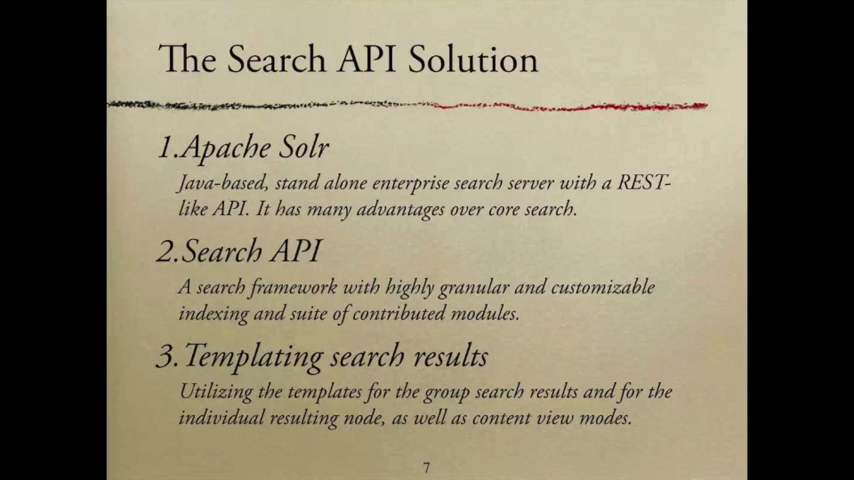 The Search API Solution
1.Apache Solr
Java-based, stand alone enterprise search server with a REST-
like API. It has many advantages over core search.
2.Search API
A search framework with highly granular and customizable
indexing and suite of contributed modules.
3.Templating search results
Utilizing the templates for the group search results and for the
individual resulting node, as well as content view modes.
7